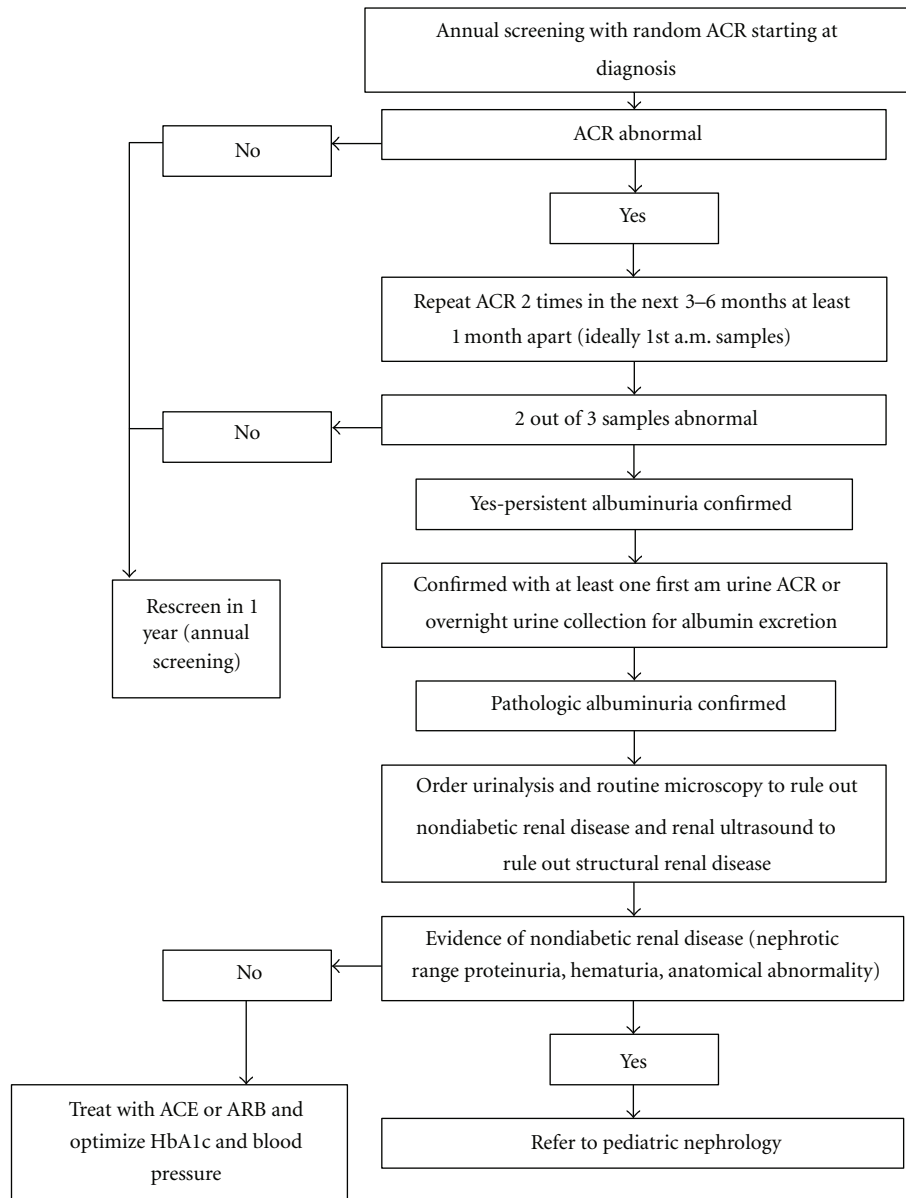 Annual screening with random ACR starting at
diagnosis
No
ACR abnormal
Yes
Repeat ACR 2 times in the next 3–6 months at least
1 month apart (ideally 1st a.m. samples)
No
2 out of 3 samples abnormal
Yes-persistent albuminuria confirmed
Rescreen in 1
year (annual
screening)
Confirmed with at least one first am urine ACR or
overnight urine collection for albumin excretion
Pathologic albuminuria confirmed
Order urinalysis and routine microscopy to rule out
nondiabetic renal disease and renal ultrasound to
rule out structural renal disease
No
Evidence of nondiabetic renal disease (nephrotic
range proteinuria, hematuria, anatomical abnormality)
Yes
Treat with ACE or ARB and
optimize HbA1c and blood
pressure
Refer to pediatric nephrology